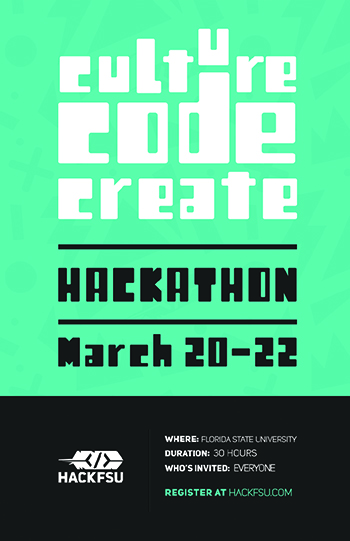 culture
code
create
HACKATHON
March 20-22
WHERE: FLORIDA STATE UNIVERSITY
DURATION: 30 HOURS
WHO'S INVITED: EVERYONE
HACKFSU
REGISTER AT HACKFSU.COM